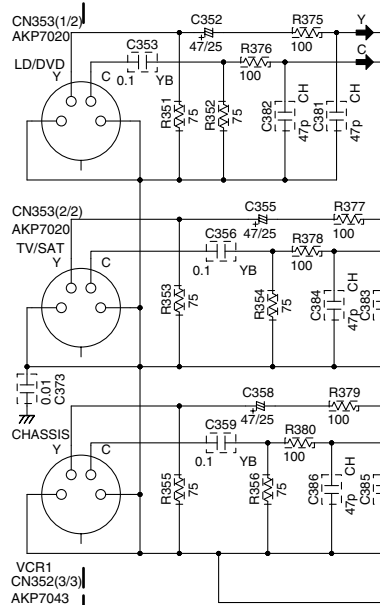 CN353(1/2)
AKP7020
LD/DVD
Y
C
C353
0.1
YB
C352
47/25
R375
100
Y
C
R376
100
R351
75
R352
75
C382
CH
47p
C381
CH
47p
CN353(2/2)
AKP7020
TV/SAT
Y
C
C355
47/25
R377
100
C356
0.1
YB
R378
100
R353
75
R354
75
C384
CH
47p
C383
0.01
C373
CHASSIS
Y
C
C358
47/25
R379
100
C359
0.1
YB
R380
100
R355
75
R356
75
C386
CH
47p
C385
VCR1
CN352(3/3)
AKP7043